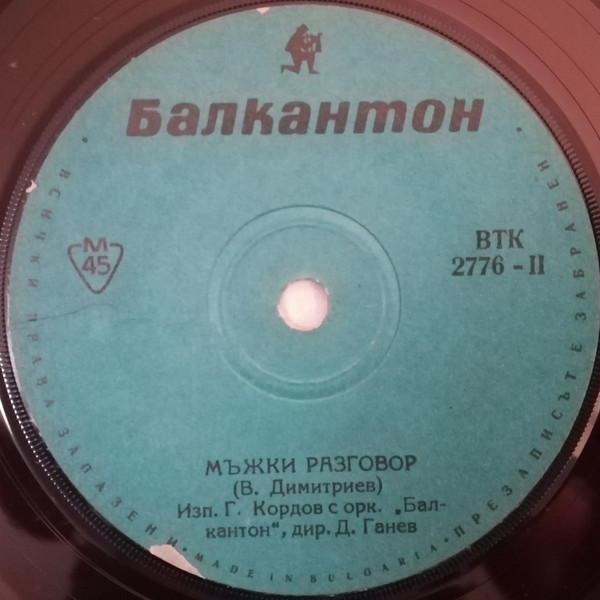 Балкантон
М
45
ВТК
2776 - II
МЪЖКИ РАЗГОВОР
(В. Димитриев)
Изп. Г. Кордов с орк. „Бал-
кантон“, дир. Д. Ганев
ВСИЧКИ ПРАВА ЗАПАЗЕНИ • MADE IN BULGARIA • ПРЕЗАПИСЪТ Е ЗАБРАНЕН